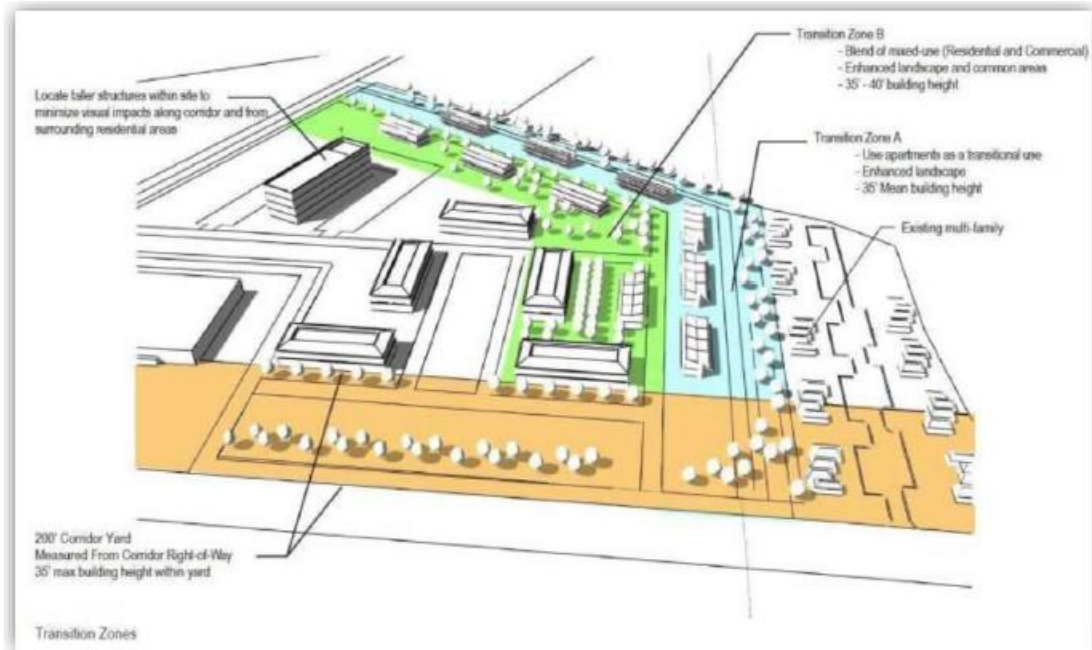 Transition Zone B
- Blend of mixed-use (Residential and Commercial)
- Enhanced landscape and common areas
- 35' - 40' building height
Locate taller structures within site to
minimize visual impacts along corridor and from
surrounding residential areas
Transition Zone A
- Use apartments as a transitional use
- Enhanced landscape
- 35' Mean building height
Existing multi-family
200' Corridor Yard
Measured From Corridor Right-of-Way
35' max building height within yard
Transition Zones